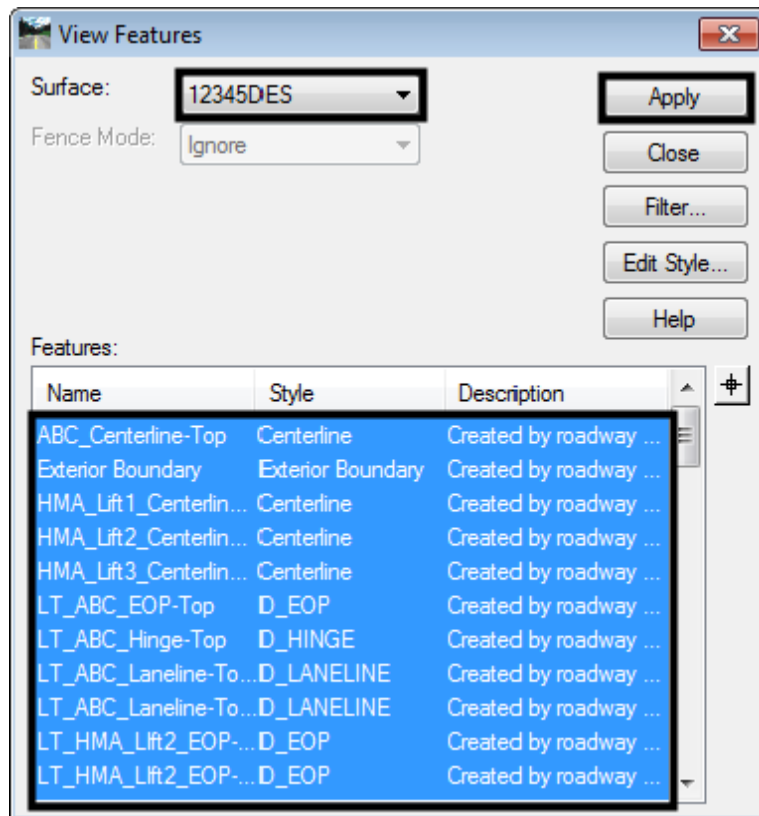 View Features
Surface: 12345DES Apply
Fence Mode: Ignore Close
Filter...
Edit Style...
Help
Features:
Name Style Description
ABC_Centerline-Top Centerline Created by roadway ...
Exterior Boundary Exterior Boundary Created by roadway ...
HMA_Lift1_Centerlin... Centerline Created by roadway ...
HMA_Lift2_Centerlin... Centerline Created by roadway ...
HMA_Lift3_Centerlin... Centerline Created by roadway ...
LT_ABC_EOP-Top D_EOP Created by roadway ...
LT_ABC_Hinge-Top D_HINGE Created by roadway ...
LT_ABC_Laneline-To... D_LANELINE Created by roadway ...
LT_ABC_Laneline-To... D_LANELINE Created by roadway ...
LT_HMA_LIft2_EOP-... D_EOP Created by roadway ...
LT_HMA_LIft2_EOP-... D_EOP Created by roadway ...